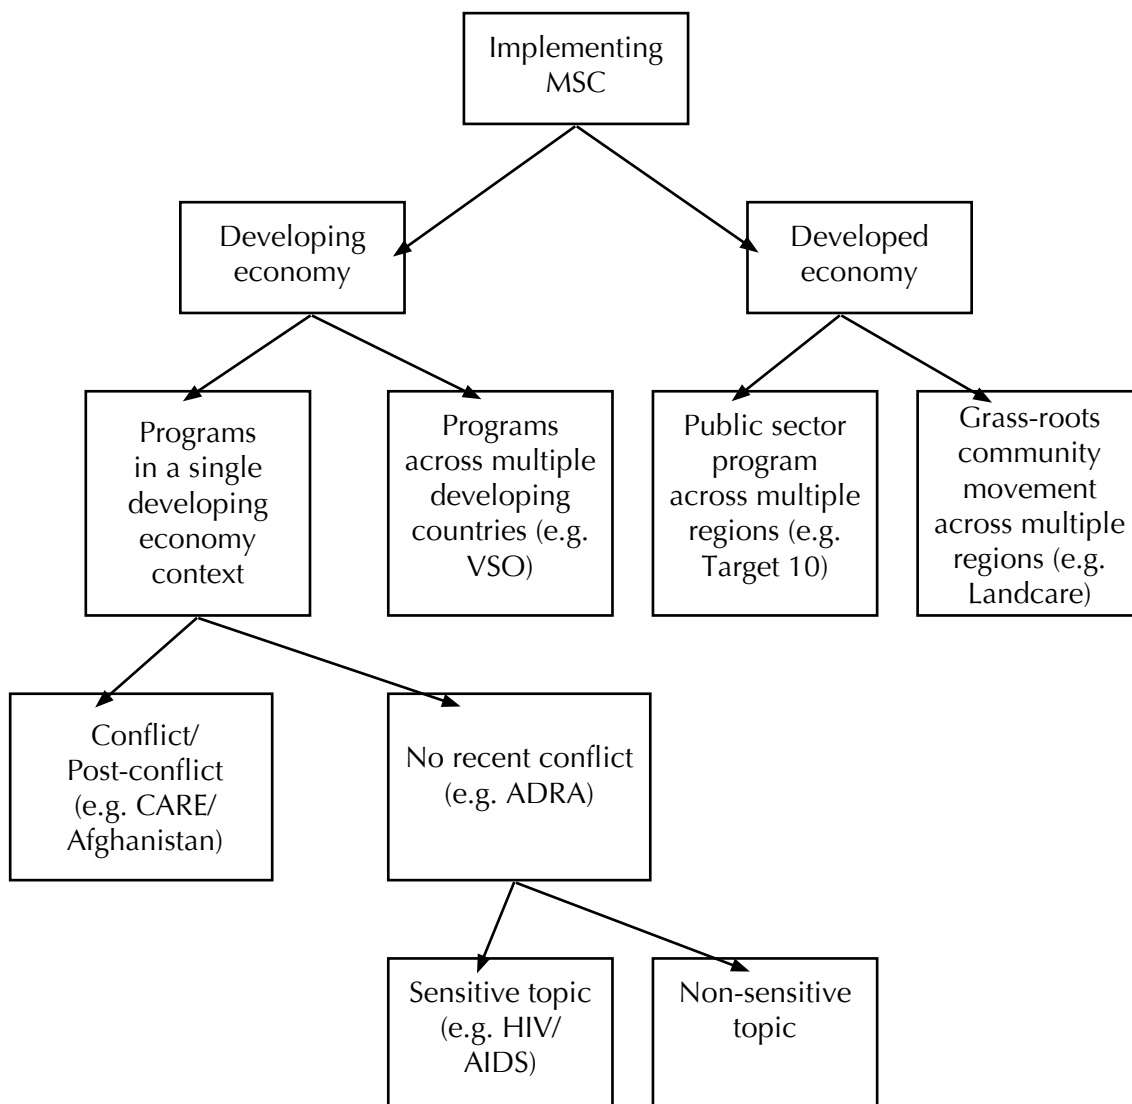 Implementing
MSC
Developing
economy
Developed
economy
Programs
in a single
developing
economy
context
Programs
across multiple
developing
countries (e.g.
VSO)
Public sector
program
across multiple
regions (e.g.
Target 10)
Grass-roots
community
movement
across multiple
regions (e.g.
Landcare)
Conflict/
Post-conflict
(e.g. CARE/
Afghanistan)
No recent conflict
(e.g. ADRA)
Sensitive topic
(e.g. HIV/
AIDS)
Non-sensitive
topic